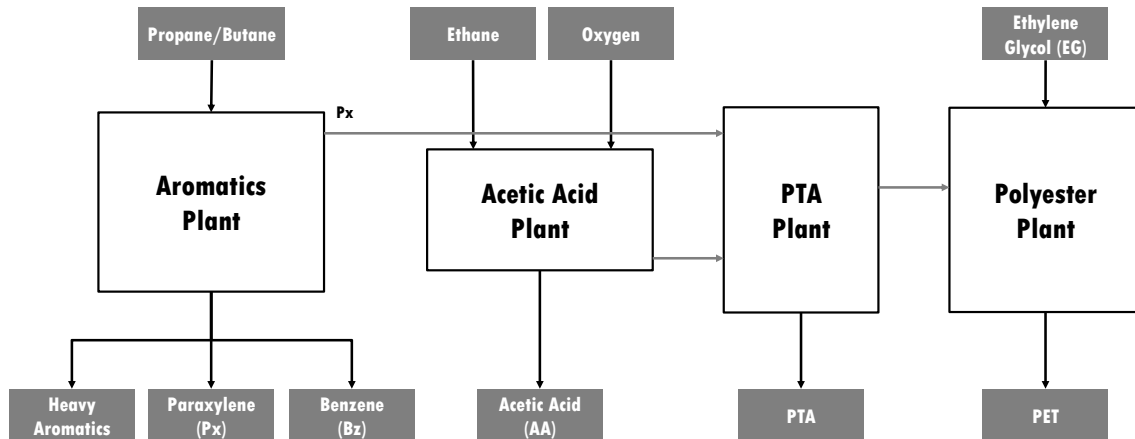 Propane/Butane
Ethane
Oxygen
Ethylene
Glycol (EG)
Px
Aromatics
Plant
Acetic Acid
Plant
PTA
Plant
Polyester
Plant
Heavy
Aromatics
Paraxylene
(Px)
Benzene
(Bz)
Acetic Acid
(AA)
PTA
PET